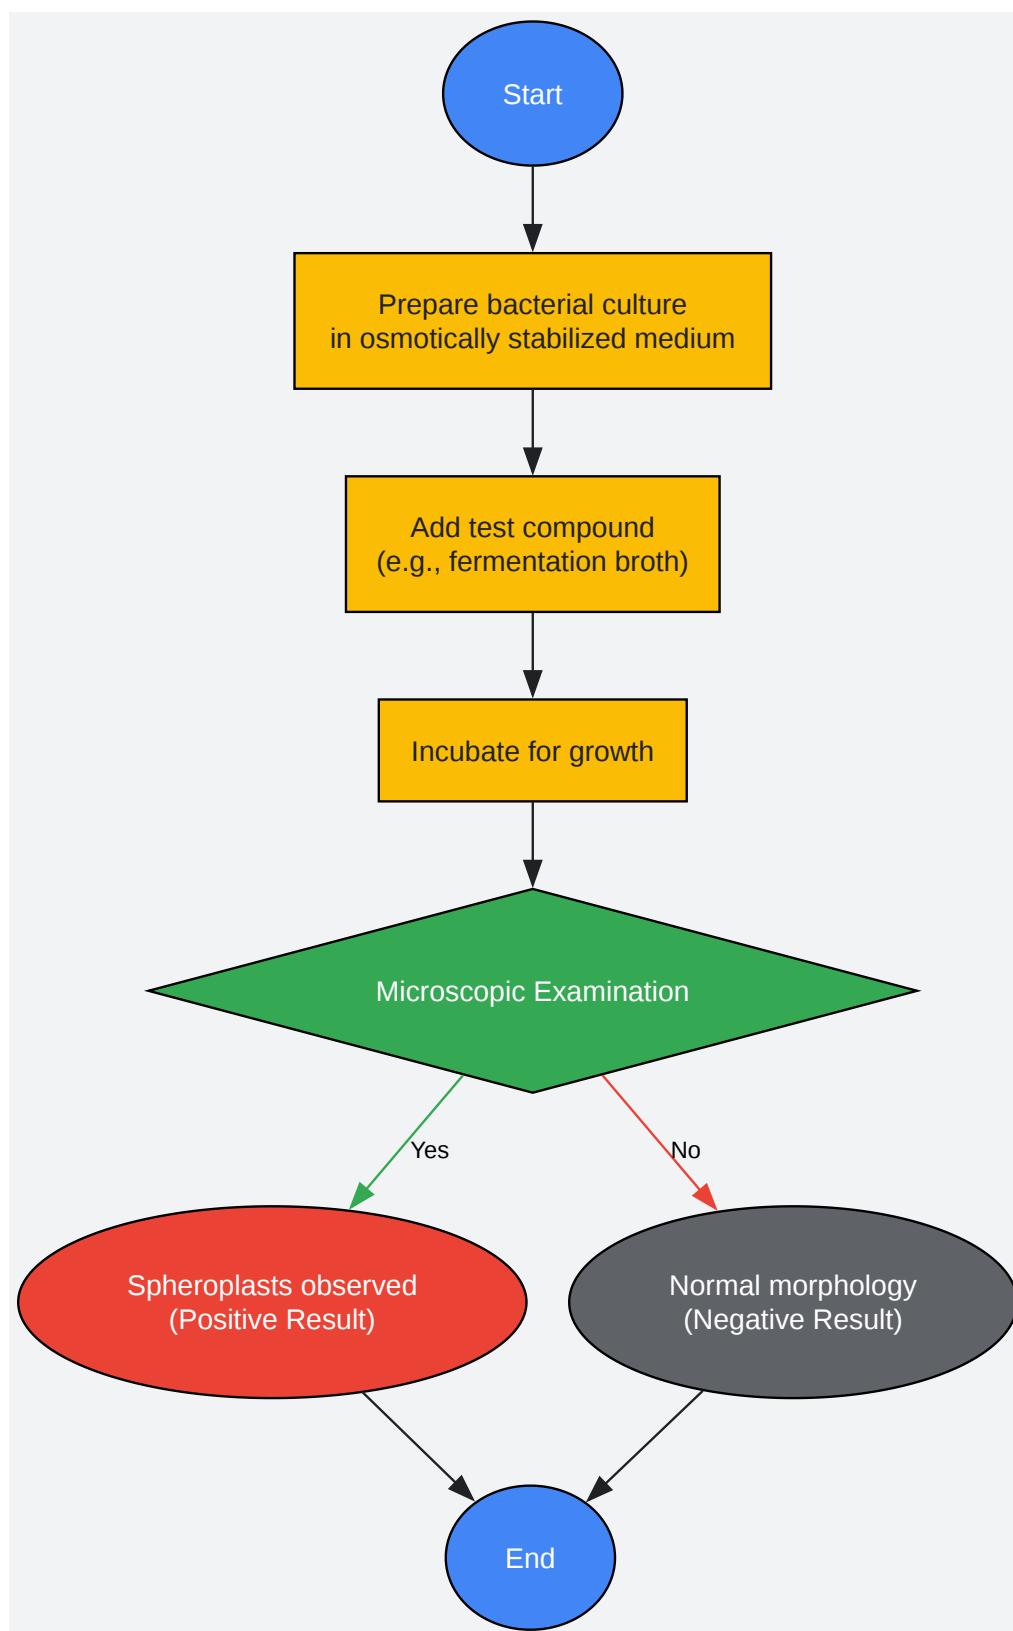 Start
Prepare bacterial culture
in osmotically stabilized medium
Add test compound
(e.g., fermentation broth)
Incubate for growth
Microscopic Examination
Yes
No
Spheroplasts observed
(Positive Result)
Normal morphology
(Negative Result)
End